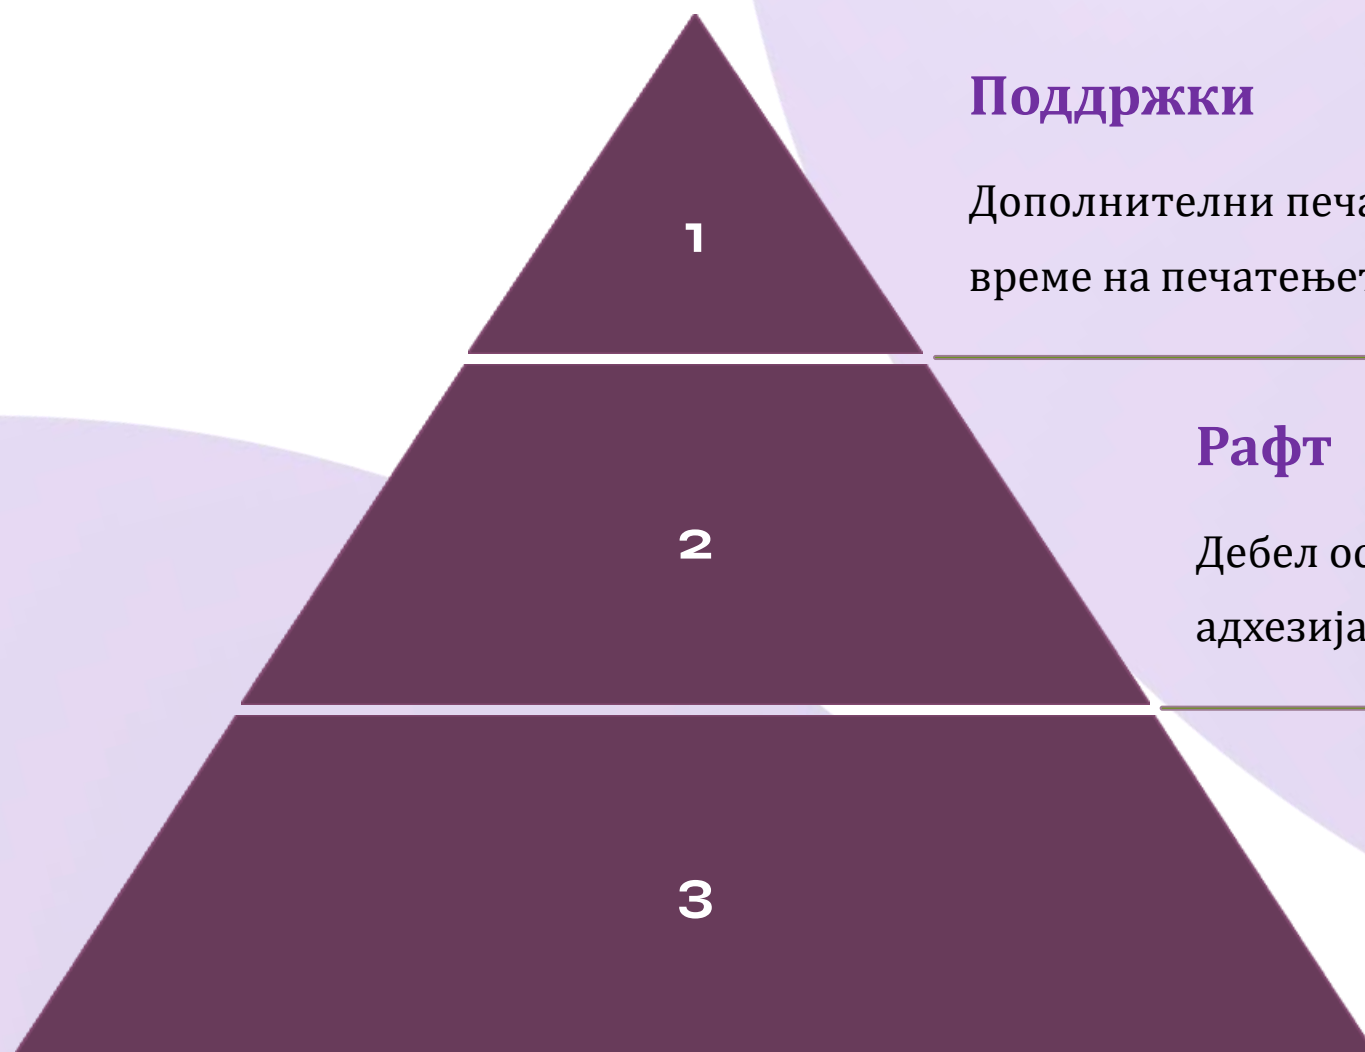 Поддржки
Дополнителни
време на
1
Рафт
Дебел
адхезија
2
3